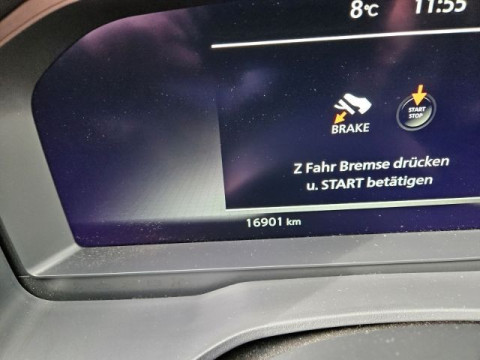 8°C 11:55
START
STOP
BRAKE
Z Fahr Bremse drücken
u. START betätigen
16901 km